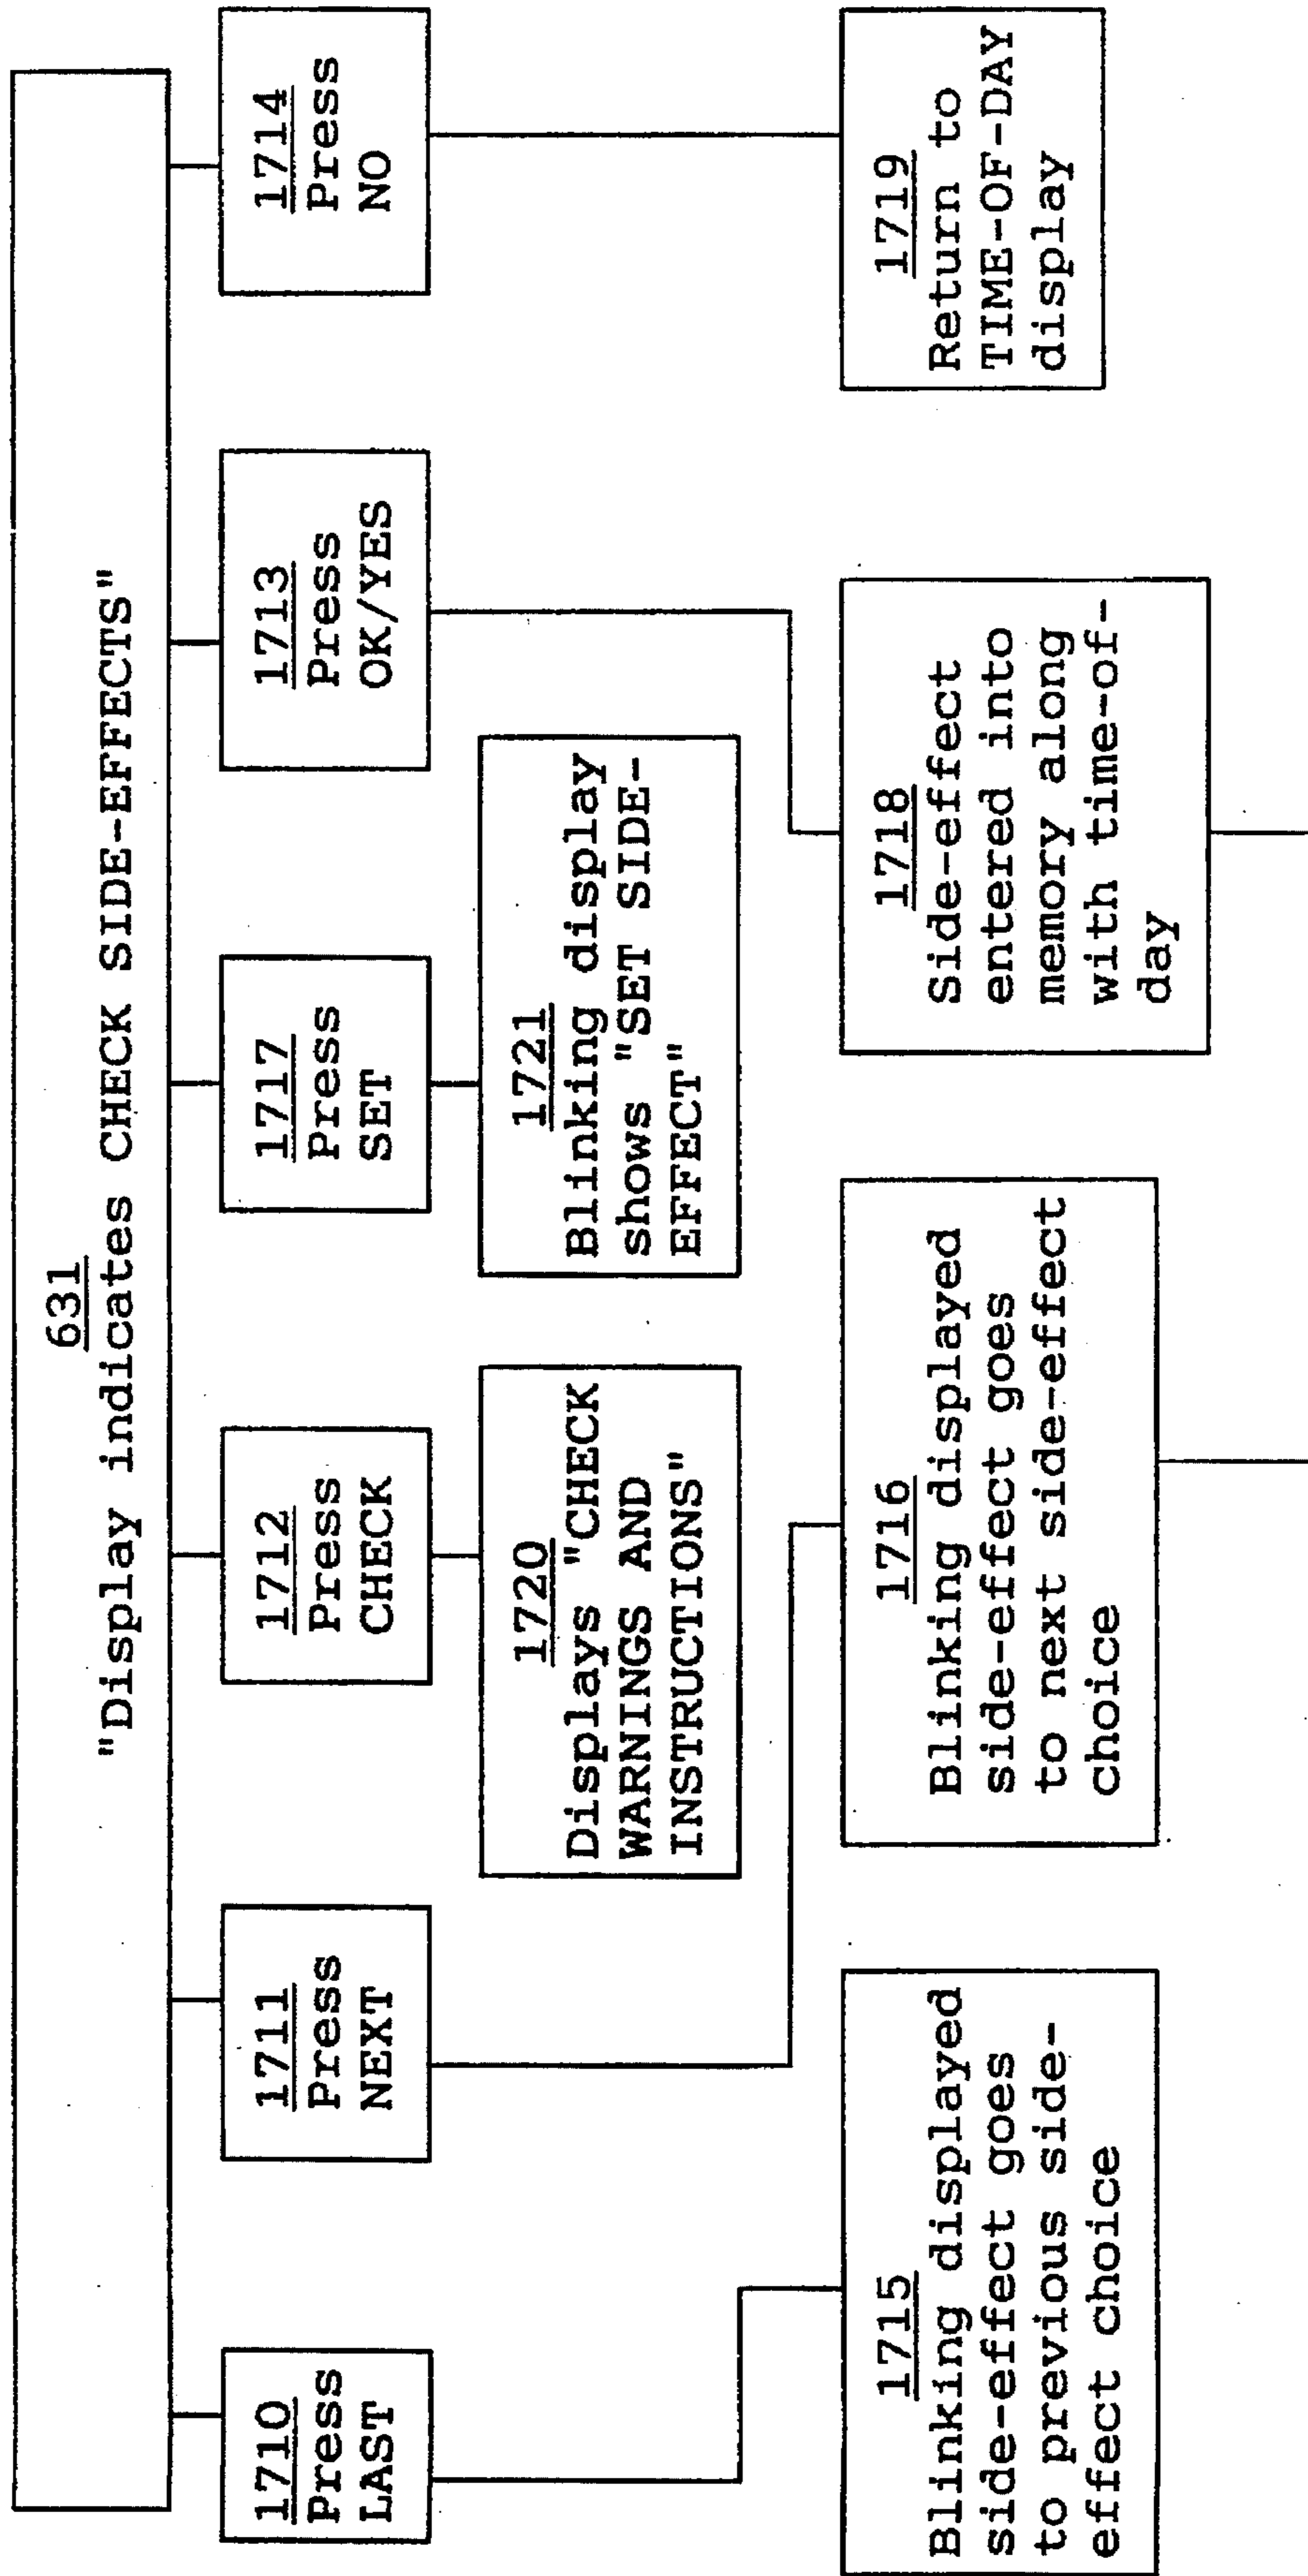 631
"Display indicates CHECK SIDE-EFFECTS"
1710
Press
LAST
1711
Press
NEXT
1712
Press
CHECK
1717
Press
SET
1713
Press
OK/YES
1714
Press
NO
1720
Displays "CHECK
WARNINGS AND
INSTRUCTIONS"
1721
Blinking display
shows "SET SIDE-
EFFECT"
1715
Blinking displayed
side-effect goes
to previous side-
effect choice
1716
Blinking displayed
side-effect goes
to next side-effect
choice
1718
Side-effect
entered into
memory along
with time-of-
day
1719
Return to
TIME-OF-DAY
display